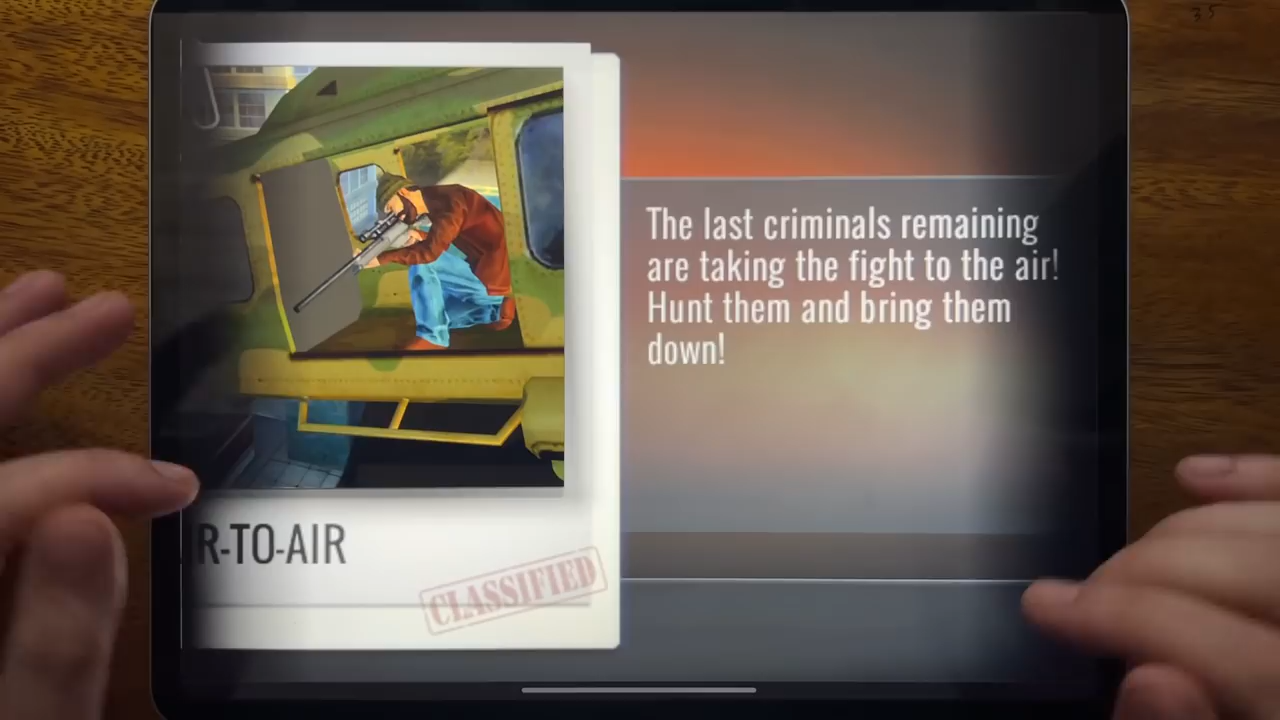 The last criminals remaining
are taking the fight to the air!
Hunt them and bring them
down!
R-TO-AIR
CLASSIFIED